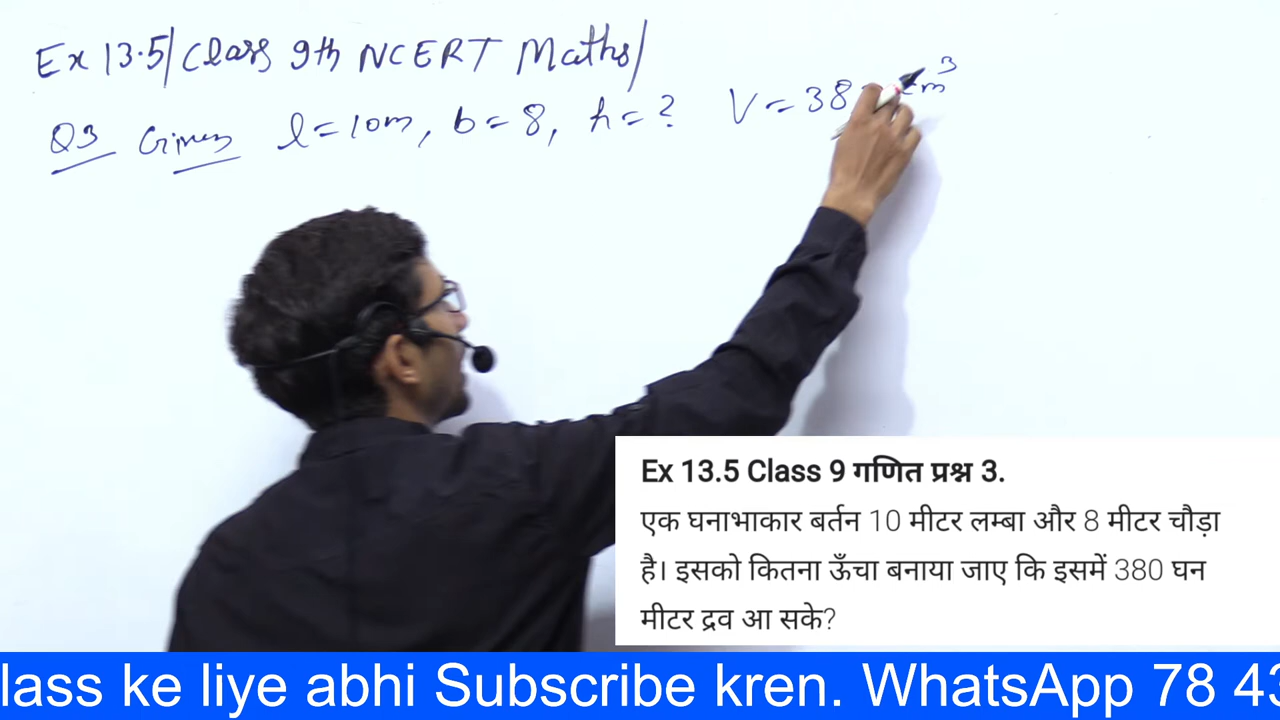 Ex 13.5/ Class 9th NCERT Maths/
Q3 Given l = 10m, b = 8, h = ? V = 38 m³
Ex 13.5 Class 9 गणित प्रश्न 3.
एक घनाभाकार बर्तन 10 मीटर लम्बा और 8 मीटर चौड़ा
है। इसको कितना ऊँचा बनाया जाए कि इसमें 380 घन
मीटर द्रव आ सके?
lass ke liye abhi Subscribe kren. WhatsApp 78 43